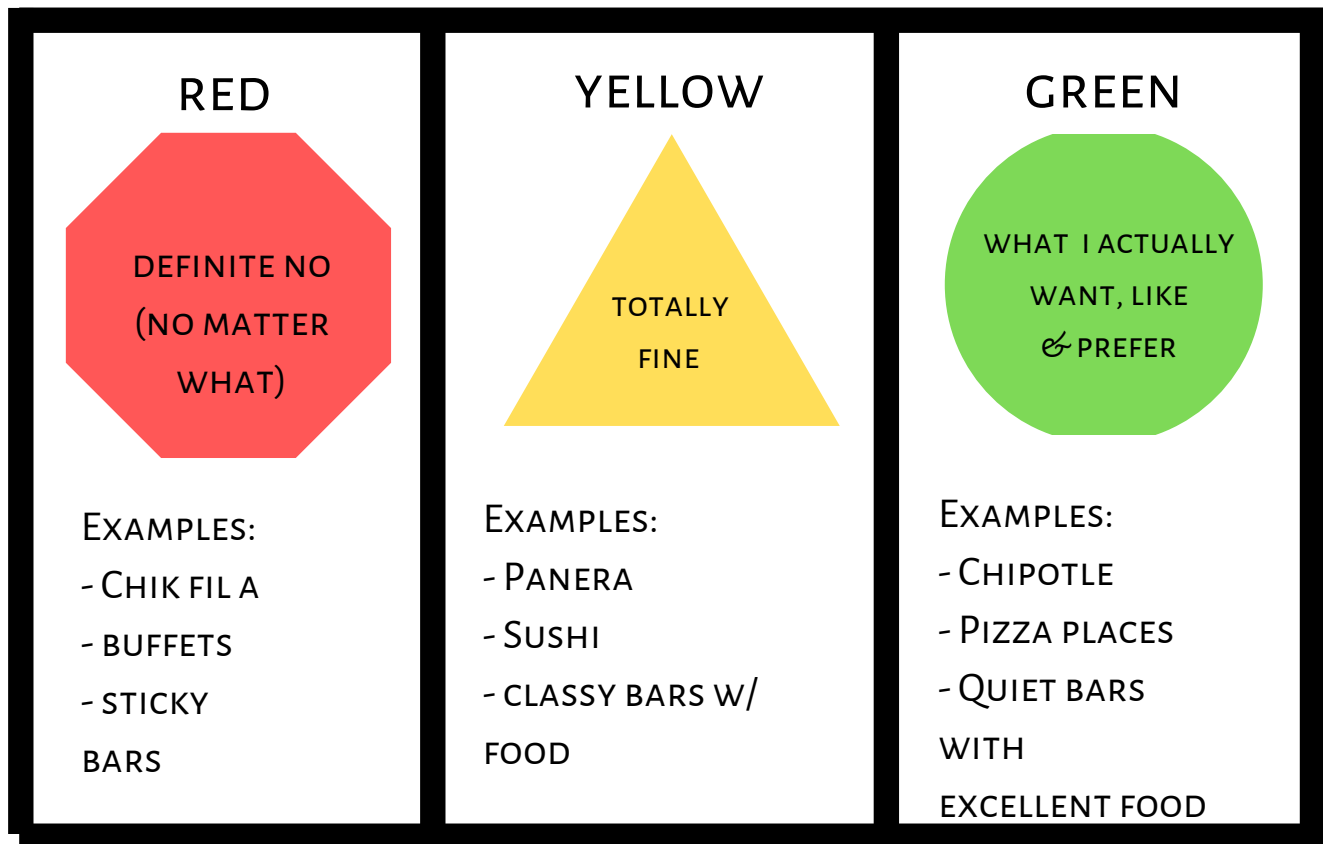 RED
DEFINITE NO
(NO MATTER
WHAT)
EXAMPLES:
- CHIK FIL A
- BUFFETS
- STICKY
BARS
YELLOW
TOTALLY
FINE
EXAMPLES:
- PANERA
- SUSHI
- CLASSY BARS W/
FOOD
GREEN
WHAT I ACTUALLY
WANT, LIKE
& PREFER
EXAMPLES:
- CHIPOTLE
- PIZZA PLACES
- QUIET BARS
WITH
EXCELLENT FOOD